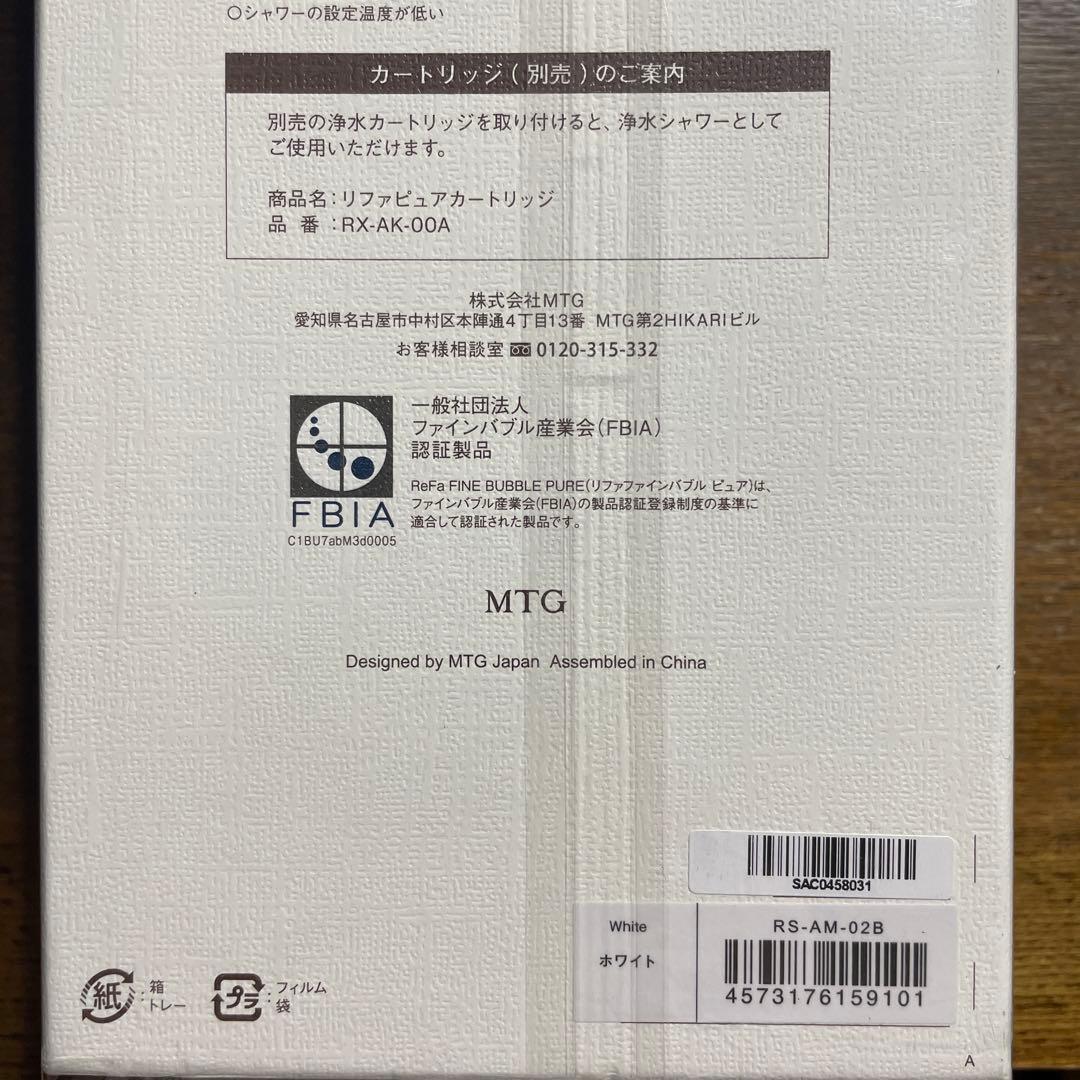 ○シャワーの設定温度が低い
カートリッジ(別売)のご案内
別売の浄水カートリッジを取り付けると、浄水シャワーとして
ご使用いただけます。
商品名:リファピュアカートリッジ
品 番 :RX-AK-00A
株式会社MTG
愛知県名古屋市中村区本陣通4丁目13番 MTG第2HIKARIビル
お客様相談室 0120-315-332
一般社団法人
ファインバブル産業会(FBIA)
認証製品
ReFa FINE BUBBLE PURE(リファファインバブル ピュア)は、
ファインバブル産業会(FBIA)の製品認証登録制度の基準に
適合して認証された製品です。
FBIA
C1BU7abM3d0005
MTG
Designed by MTG Japan Assembled in China
SAC0458031
White
ホワイト
RS-AM-02B
4573176159101
紙 : 箱
トレー
プラ : フィルム
袋
A